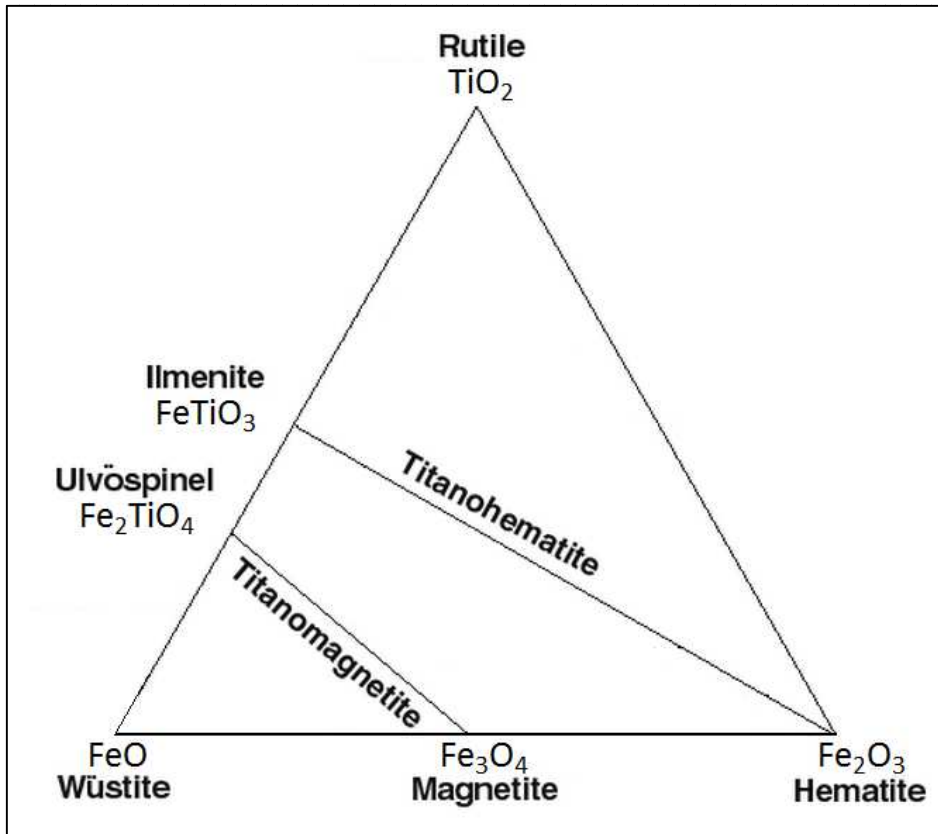 Rutile
TiO₂
Ilmenite
FeTiO₃
Ulvöspinel
Fe₂TiO₄
Titanohematite
Titanomagnetite
FeO
Wüstite
Fe₃O₄
Magnetite
Fe₂O₃
Hematite